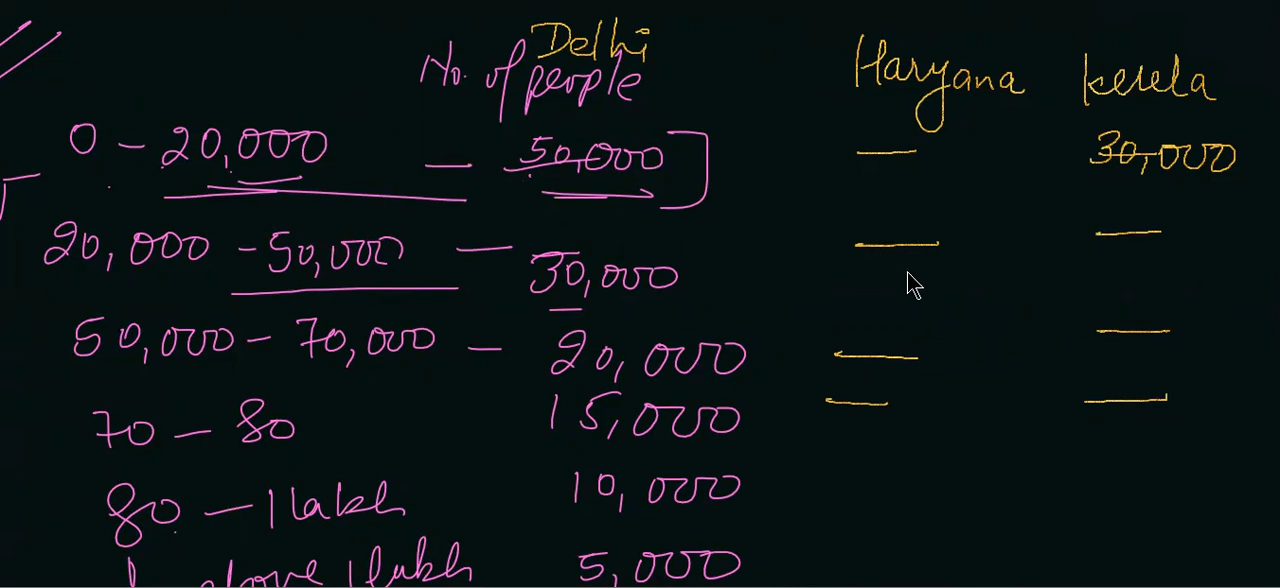 Delhi Haryana kerela
No. of people
0 - 20,000 - 50,000 - 30,000
20,000 - 50,000 - 30,000 - -
50,000 - 70,000 - 20,000 - -
70 - 80 15,000 - -
80 - 1 lakh 10,000
above 1 lakh 5,000